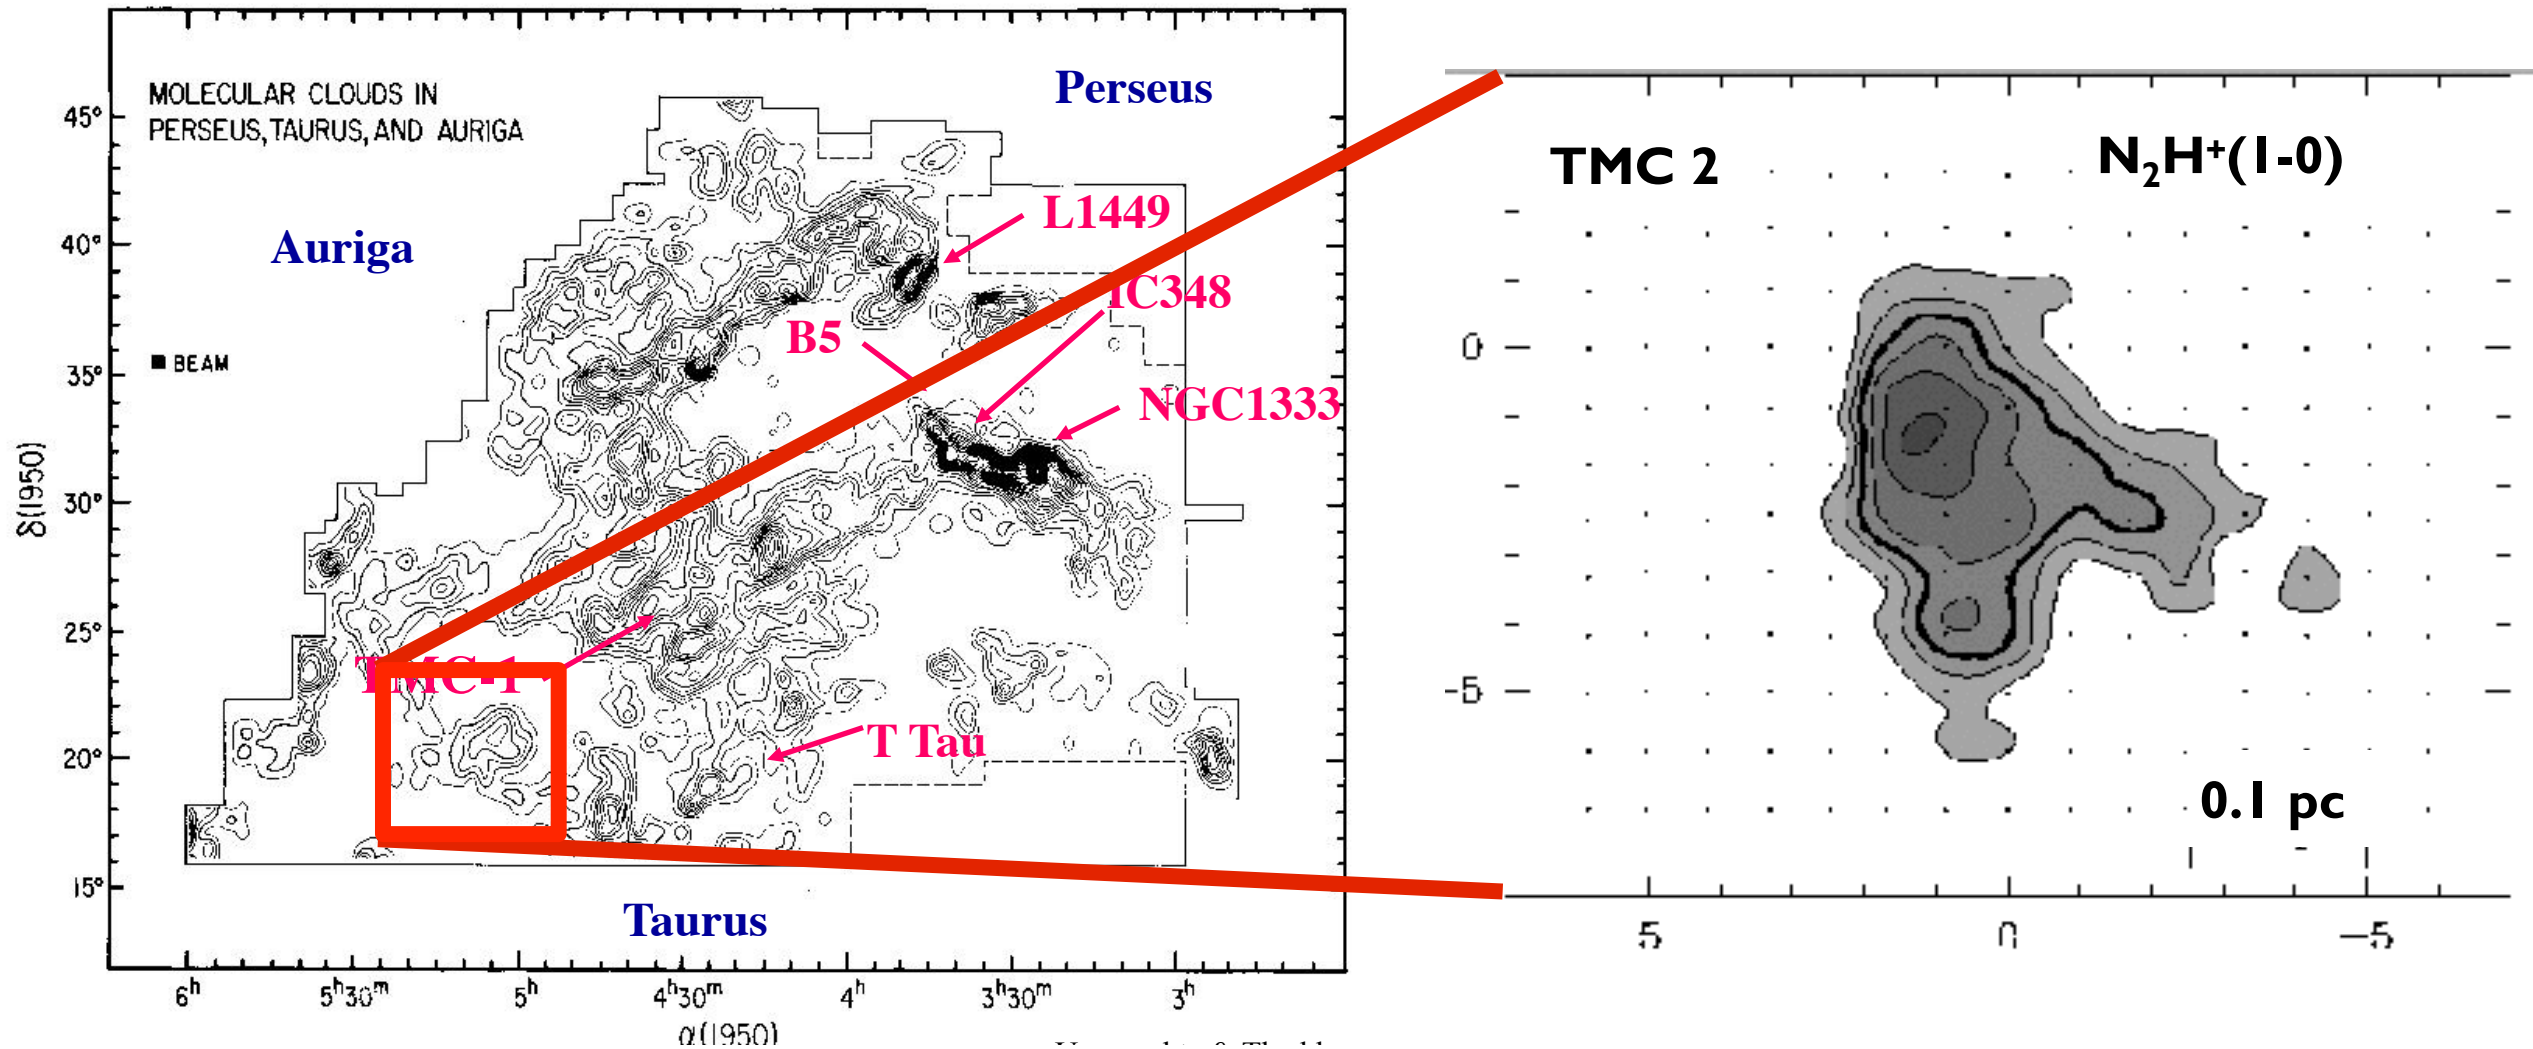 MOLECULAR CLOUDS IN
PERSEUS, TAURUS, AND AURIGA
Perseus
Auriga
L1449
IC348
B5
NGC1333
BEAM
TMC-1
T Tau
Taurus
45°
40°
35°
30°
25°
20°
15°
δ(1950)
6ʰ
5ʰ30ᵐ
5ʰ
4ʰ30ᵐ
4ʰ
3ʰ30ᵐ
3ʰ
α(1950)
TMC 2
N₂H⁺(1-0)
0
-5
0.1 pc
5
0
-5